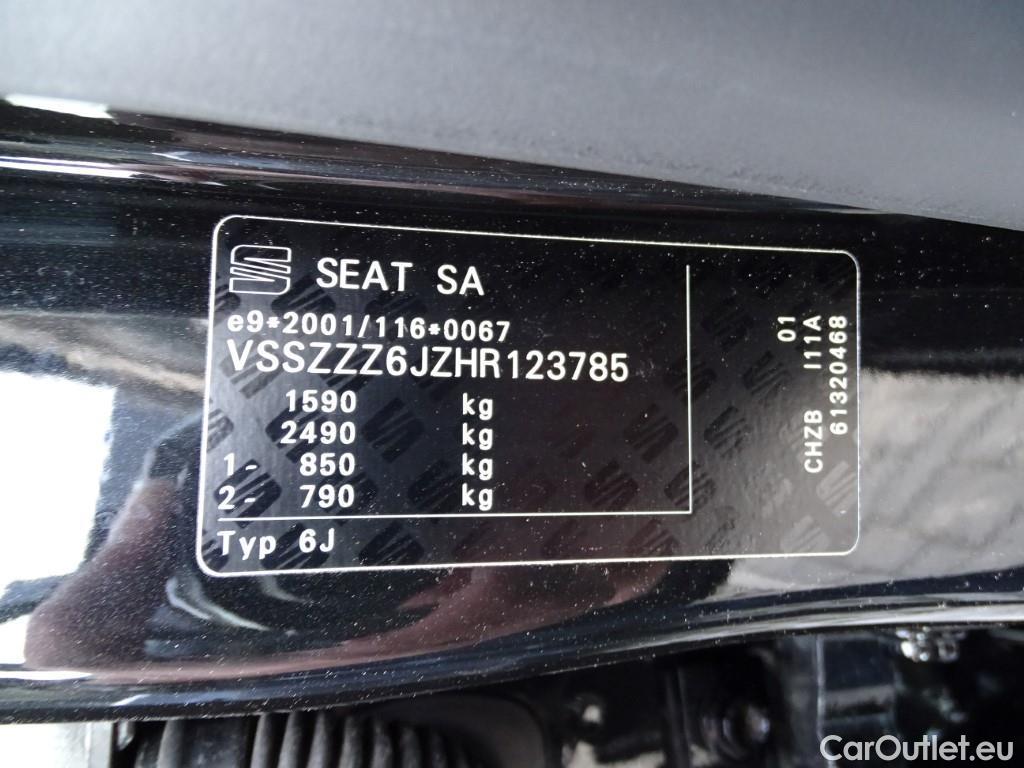 SEAT SA
e9*2001/116*0067
VSSZZZ6JZHR123785
1590 kg
2490 kg
1- 850 kg
2- 790 kg
Typ 6J
01
CHZB I11A
61320468
CarOutlet.eu